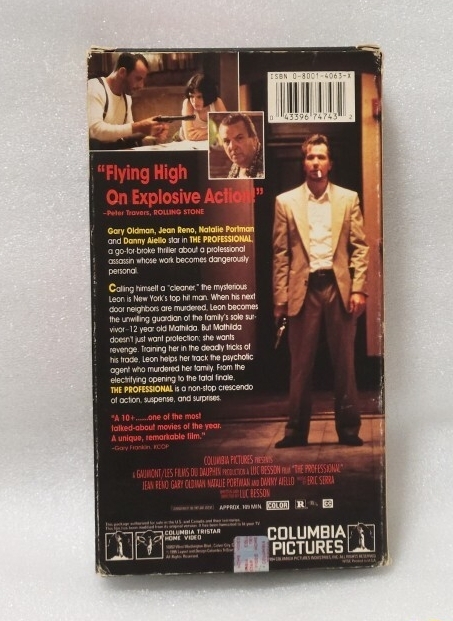 ISBN 0-8001-4063-X
0 43396 74743 2
"Flying High
On Explosive Action!"
–Peter Travers, ROLLING STONE
Gary Oldman, Jean Reno, Natalie Portman
and Danny Aiello star in THE PROFESSIONAL,
a go-for-broke thriller about a professional
assassin whose work becomes dangerously
personal.
Calling himself a "cleaner," the mysterious
Leon is New York's top hit man. When his next
door neighbors are murdered, Leon becomes
the unwilling guardian of the family's sole sur-
vivor–12 year old Mathilda. But Mathilda
doesn't just want protection; she wants
revenge. Training her in the deadly tricks of
his trade, Leon helps her track the psychotic
agent who murdered her family. From the
electrifying opening to the fatal finale,
THE PROFESSIONAL is a non-stop crescendo
of action, suspense, and surprises.
"A 10+......one of the most
talked-about movies of the year.
A unique, remarkable film."
–Gary Franklin, KCOP
COLUMBIA PICTURES PRESENTS
A GAUMONT/LES FILMS DU DAUPHIN PRODUCTION A LUC BESSON FILM "THE PROFESSIONAL"
JEAN RENO GARY OLDMAN NATALIE PORTMAN AND DANNY AIELLO ERIC SERRA
LUC BESSON
APPROX. 109 MIN. COLOR R
COLUMBIA TRISTAR
HOME VIDEO
COLUMBIA
PICTURES